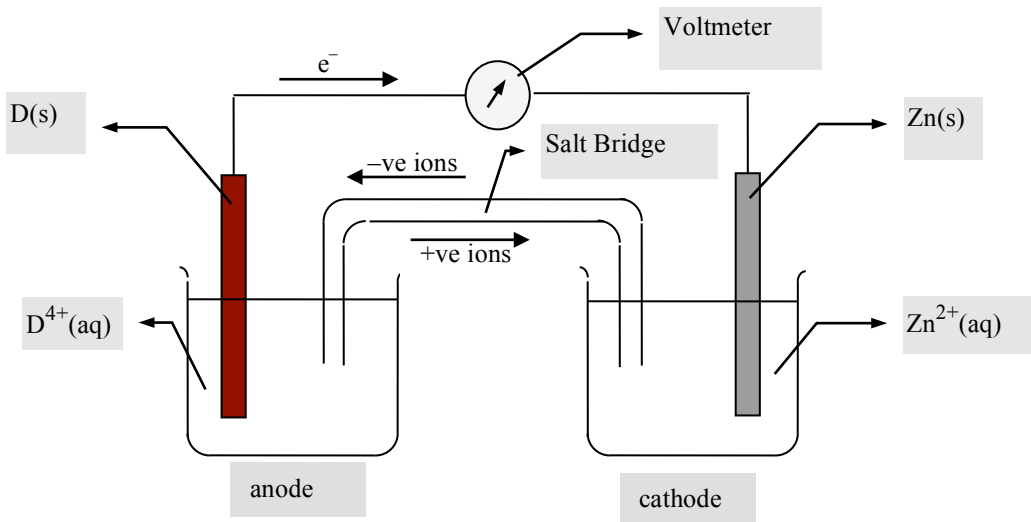 Voltmeter
e⁻
D(s)
Zn(s)
Salt Bridge
–ve ions
+ve ions
D⁴⁺(aq)
Zn²⁺(aq)
anode
cathode